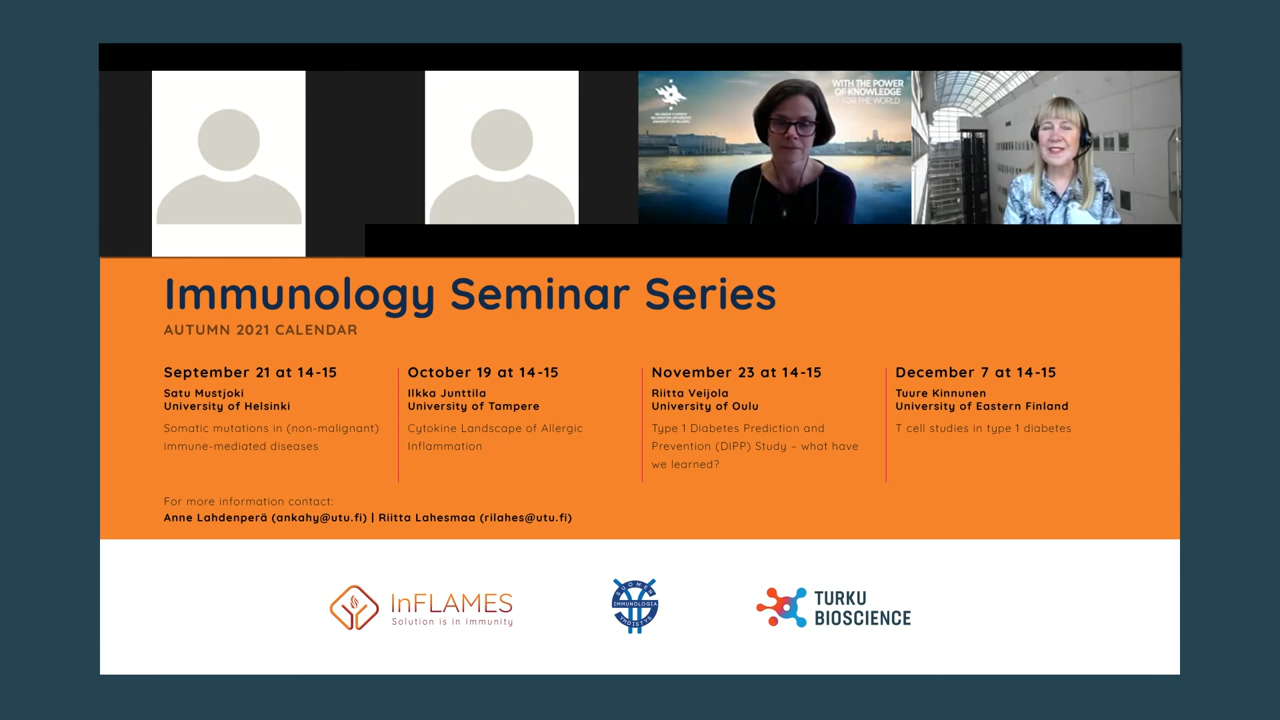 WITH THE POWER
OF KNOWLEDGE
– FOR THE WORLD
Immunology Seminar Series
AUTUMN 2021 CALENDAR
September 21 at 14-15
Satu Mustjoki
University of Helsinki
Somatic mutations in (non-malignant)
immune-mediated diseases
October 19 at 14-15
Ilkka Junttila
University of Tampere
Cytokine Landscape of Allergic
Inflammation
November 23 at 14-15
Riitta Veijola
University of Oulu
Type 1 Diabetes Prediction and
Prevention (DIPP) Study – what have
we learned?
December 7 at 14-15
Tuure Kinnunen
University of Eastern Finland
T cell studies in type 1 diabetes
For more information contact:
Anne Lahdenperä (ankahy@utu.fi) | Riitta Lahesmaa (rilahes@utu.fi)
InFLAMES
Solution is in Immunity
SUOMEN
IMMUNOLOGIA
YHDISTYS
TURKU
BIOSCIENCE